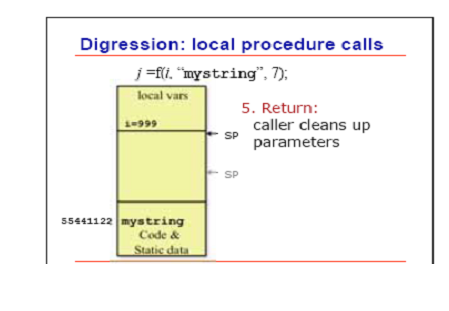 Digression: local procedure calls
j =f(i, “mystring”, 7);
local vars
5. Return:
caller cleans up
i=999
SP
parameters
SP
55441122 mystring
Code &
Static data